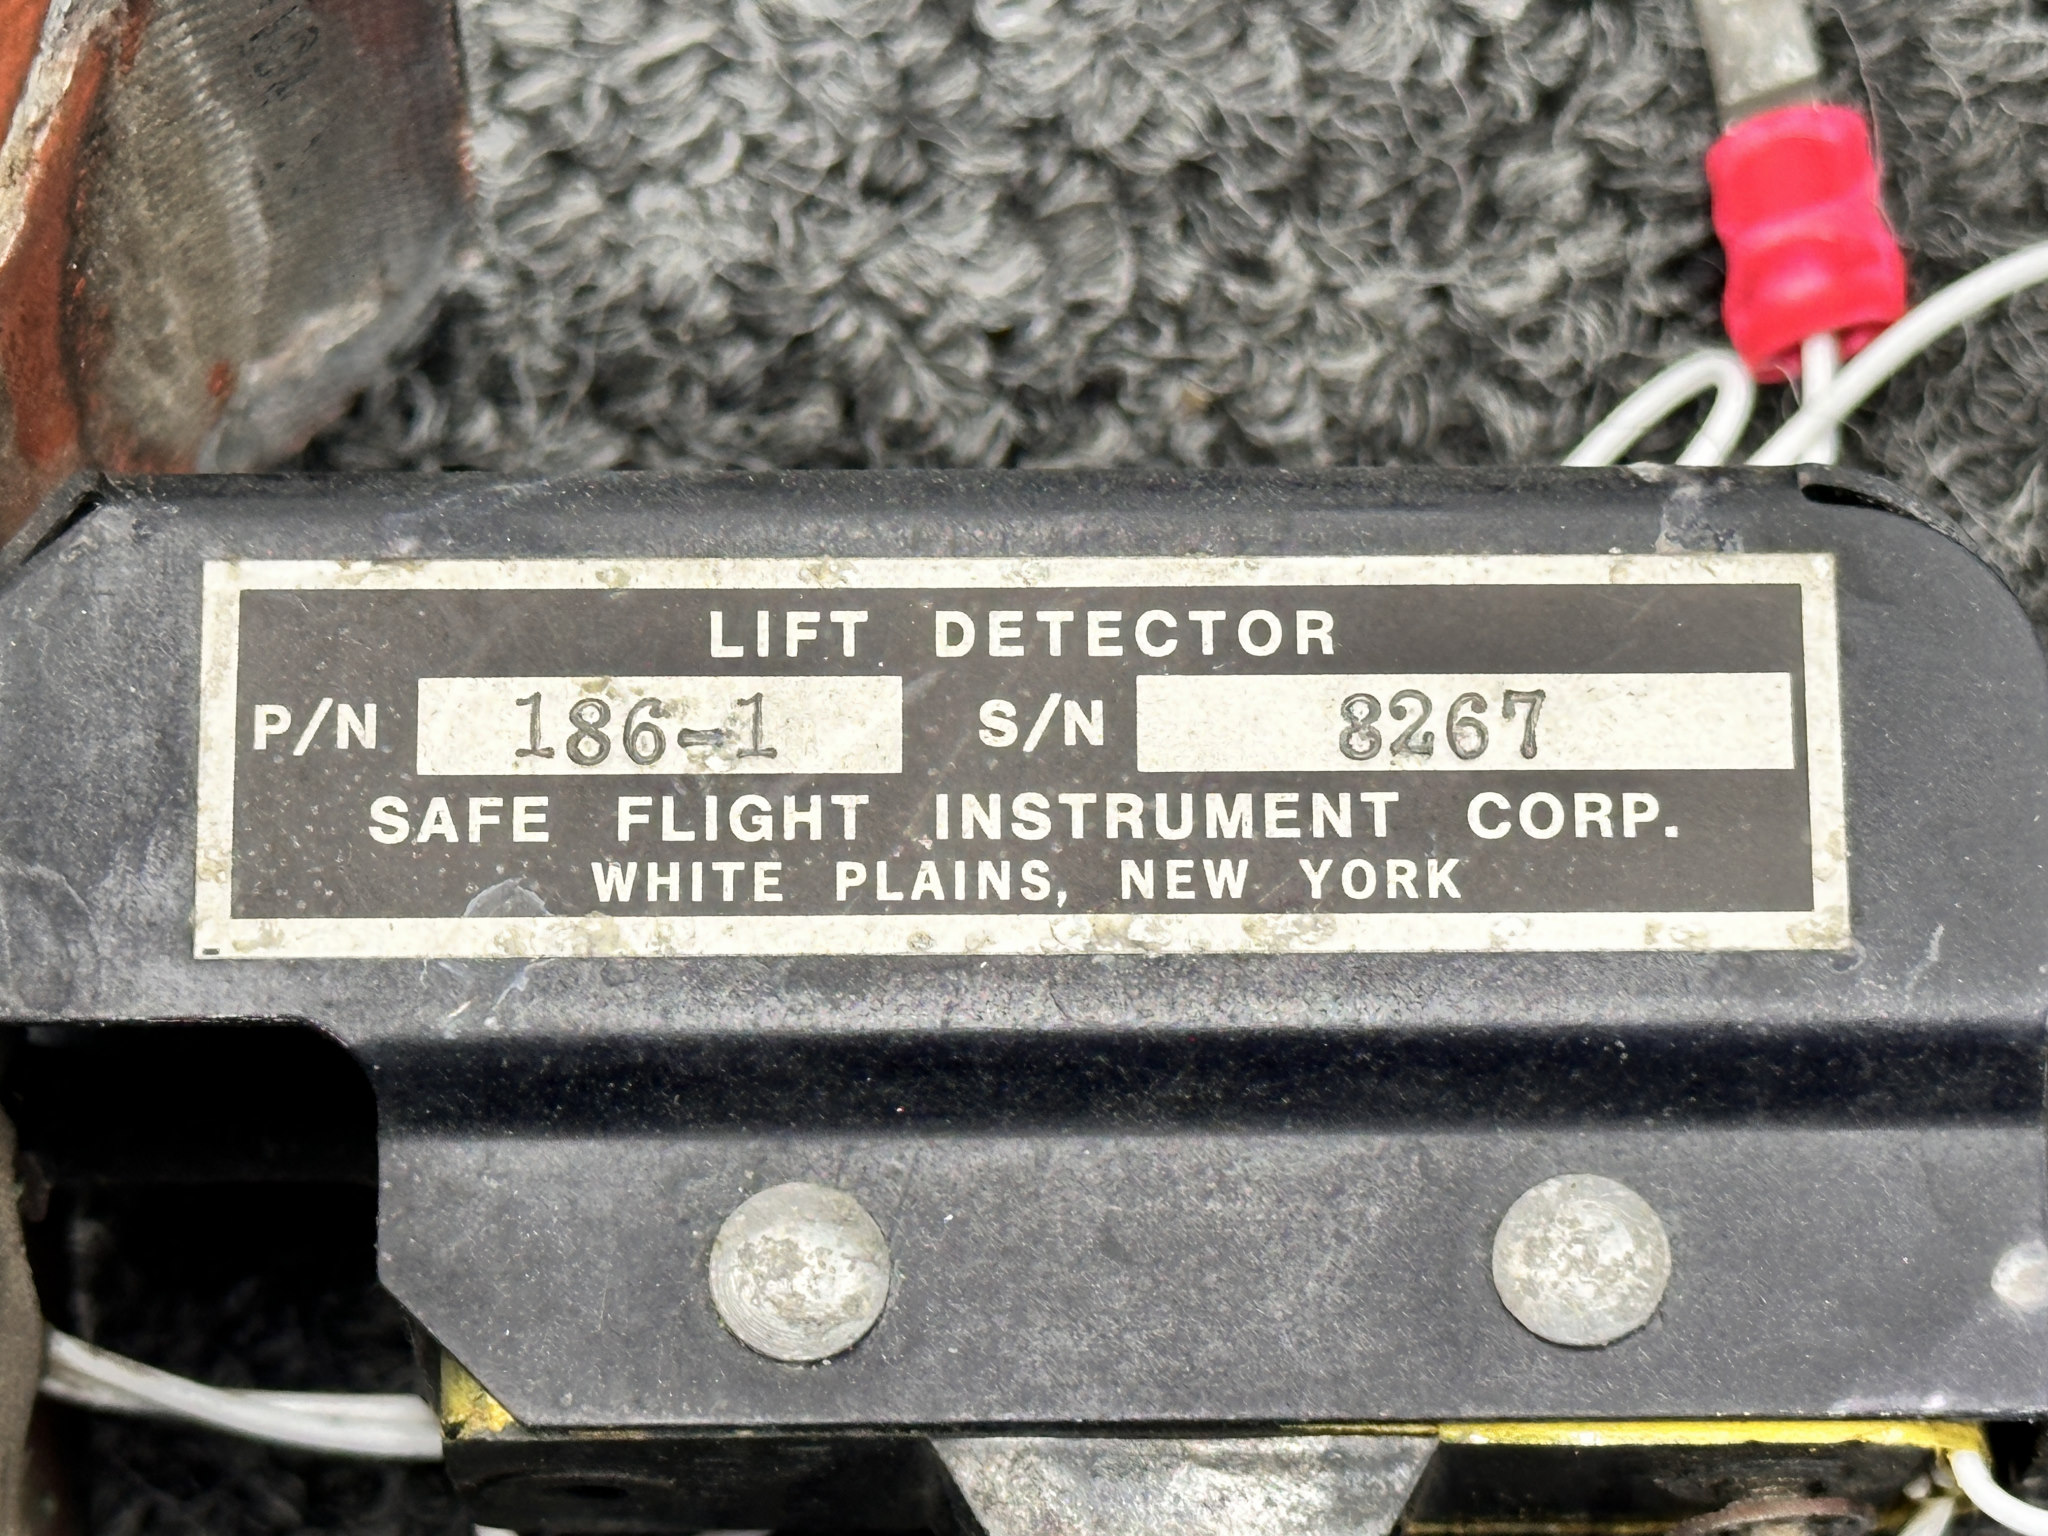 LIFT DETECTOR
P/N 186-1 S/N 8267
SAFE FLIGHT INSTRUMENT CORP.
WHITE PLAINS, NEW YORK